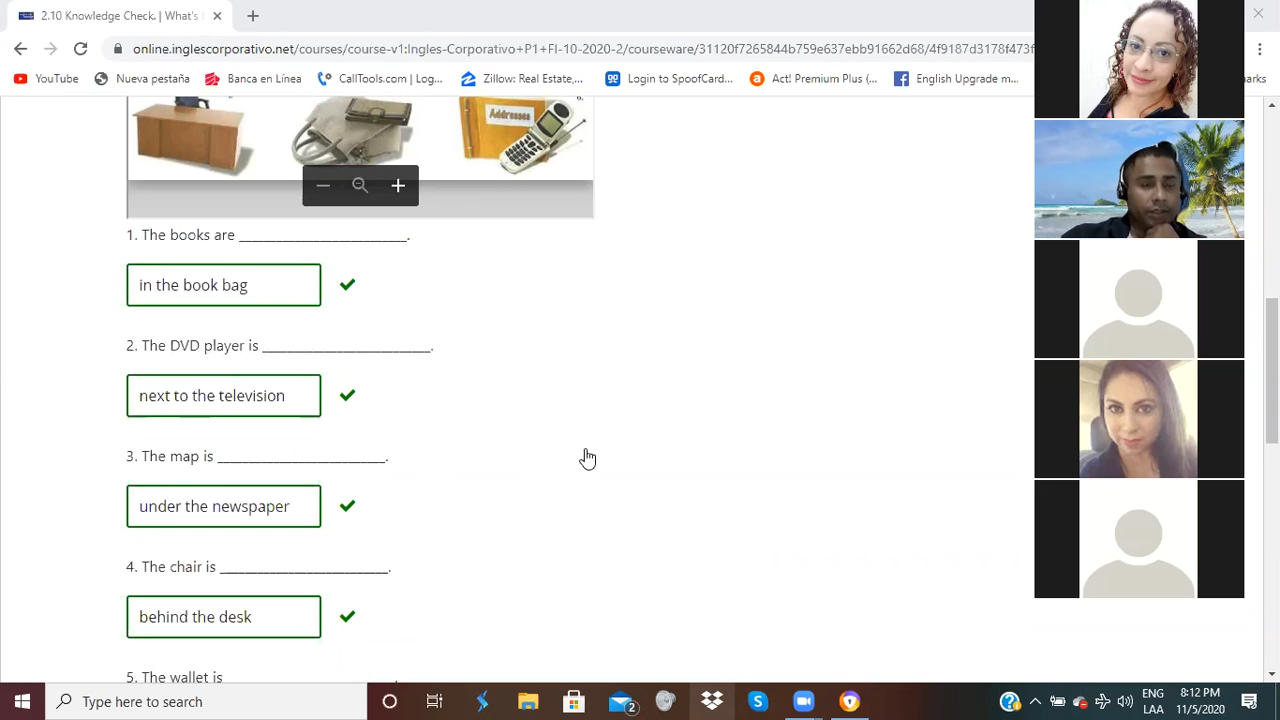 2.10 Knowledge Check. | What's
online.inglescorporativo.net/courses/course-v1:Ingles-Corporativo+P1+FI-10-2020-2/courseware/31120f7265844b759e637ebb91662d68/4f9187d3178f473f
YouTube Nueva pestaña Banca en Línea CallTools.com | Log... Zillow: Real Estate,... Login to SpoofCard... Act! Premium Plus (... English Upgrade m... marks
Addresses
1. The books are ________________________.
in the book bag
2. The DVD player is ________________________.
next to the television
3. The map is ________________________.
under the newspaper
4. The chair is ________________________.
behind the desk
5. The wallet is ________________________.
Type here to search
2
ENG
LAA
8:12 PM
11/5/2020